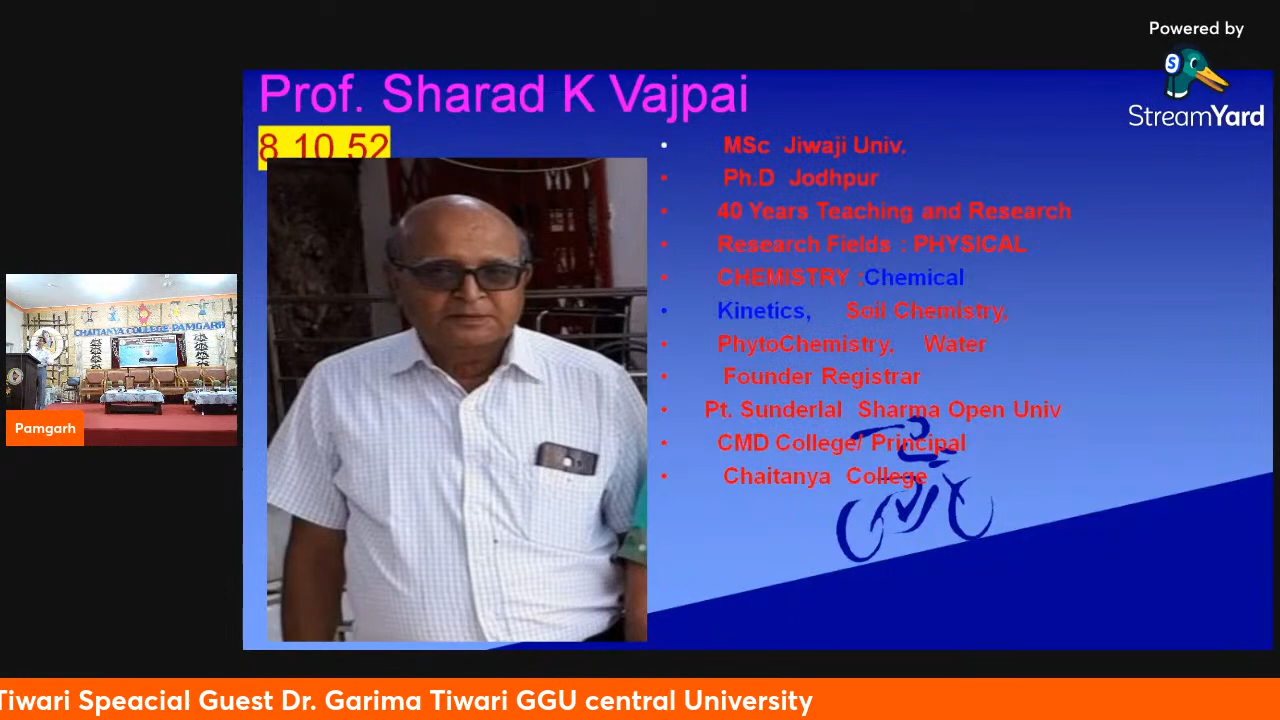 Powered by
StreamYard
Prof. Sharad K Vajpai
8 10 52
MSc Jiwaji Univ.
Ph.D Jodhpur
40 Years Teaching and Research
Research Fields : PHYSICAL
CHEMISTRY :Chemical
Kinetics, Soil Chemistry,
PhytoChemistry, Water
Founder Registrar
Pt. Sunderlal Sharma Open Univ
CMD College/ Principal
Chaitanya College
CHAITANYA COLLEGE-PAMGARH
Pamgarh
Tiwari Speacial Guest Dr. Garima Tiwari GGU central University